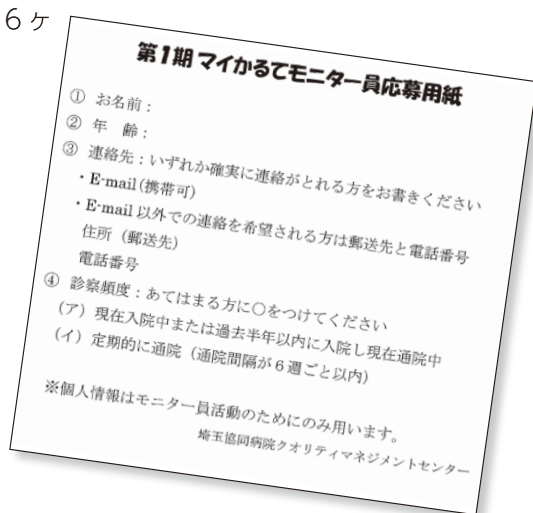 6ヶ
第1期 マイかるてモニター員応募用紙
① お名前：
② 年　齢：
③ 連絡先：いずれか確実に連絡がとれる方をお書きください
・E-mail(携帯可)
・E-mail 以外での連絡を希望される方は郵送先と電話番号
住所（郵送先）
電話番号
④ 診察頻度：あてはまる方に○をつけてください
（ア）現在入院中または過去半年以内に入院し現在通院中
（イ）定期的に通院（通院間隔が６週ごと以内）
※個人情報はモニター員活動のためにのみ用います。
埼玉協同病院クオリティマネジメントセンター